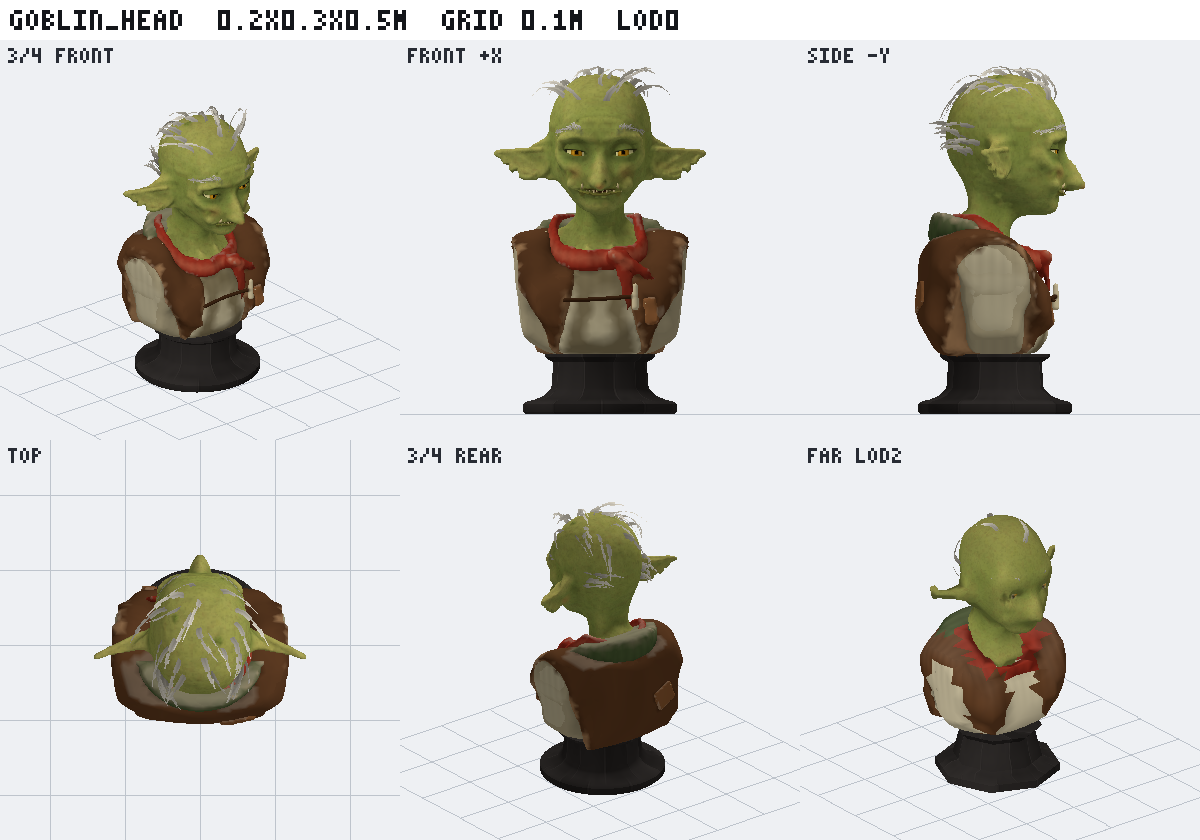 GOBLIN_HEAD 0.2X0.3X0.5M GRID 0.1M LOD0
3/4 FRONT
FRONT +X
SIDE -Y
TOP
3/4 REAR
FAR LOD2